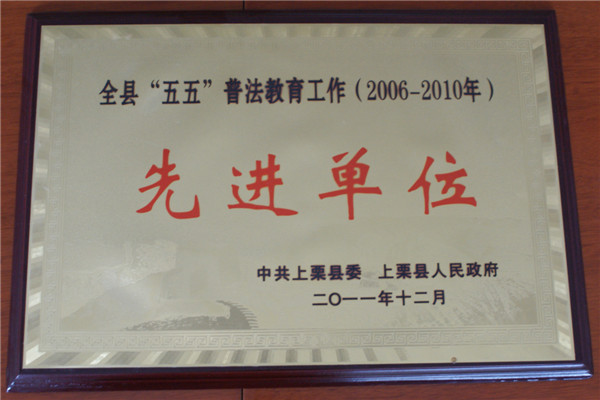 全县“五五”普法教育工作(2006-2010年)
先进单位
中共上栗县委 上栗县人民政府
二〇一一年十二月